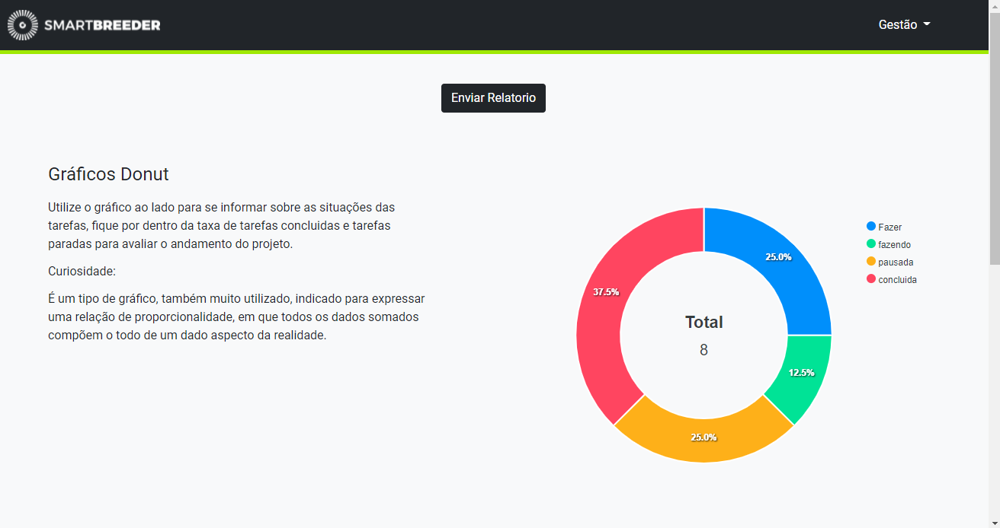 SMARTBREEDER
Gestão
Enviar Relatorio
Gráficos Donut
Utilize o gráfico ao lado para se informar sobre as situações das
tarefas, fique por dentro da taxa de tarefas concluidas e tarefas
paradas para avaliar o andamento do projeto.
Curiosidade:
É um tipo de gráfico, também muito utilizado, indicado para expressar
uma relação de proporcionalidade, em que todos os dados somados
compõem o todo de um dado aspecto da realidade.
25.0%
12.5%
25.0%
37.5%
Total
8
Fazer
fazendo
pausada
concluida